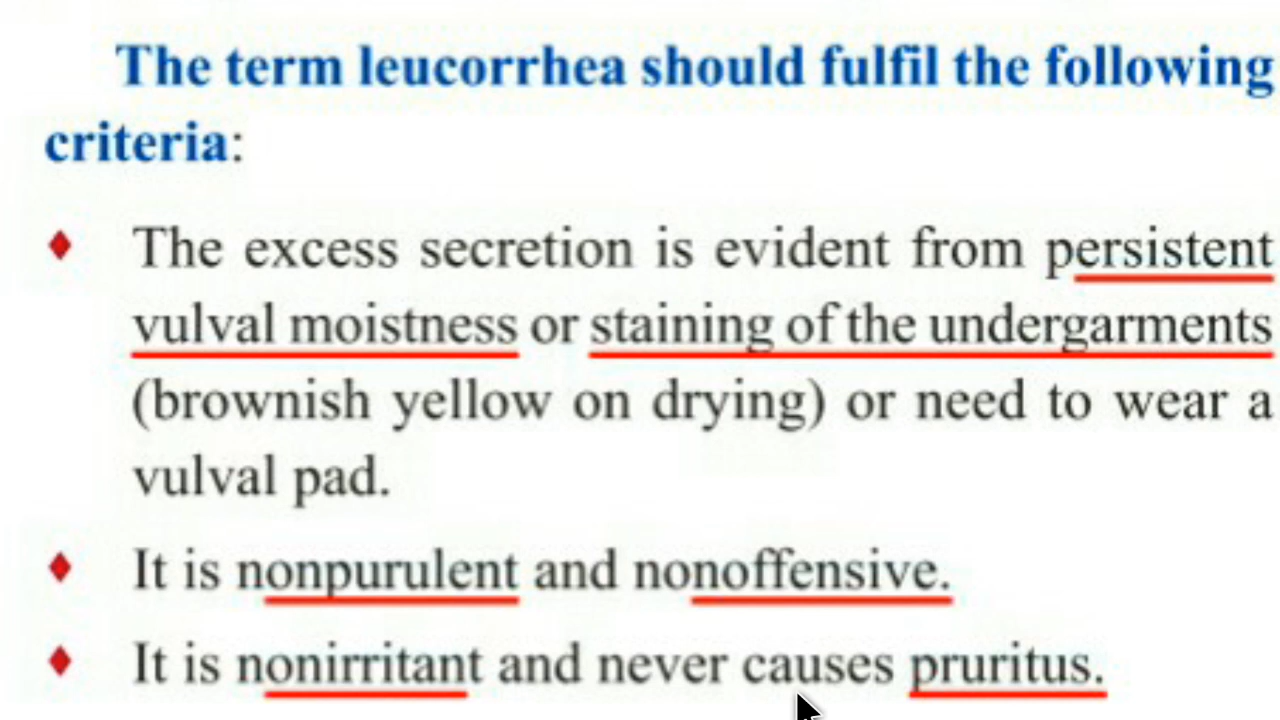 The term leucorrhea should fulfil the following
criteria:
♦ The excess secretion is evident from persistent
vulval moistness or staining of the undergarments
(brownish yellow on drying) or need to wear a
vulval pad.
♦ It is nonpurulent and nonoffensive.
♦ It is nonirritant and never causes pruritus.